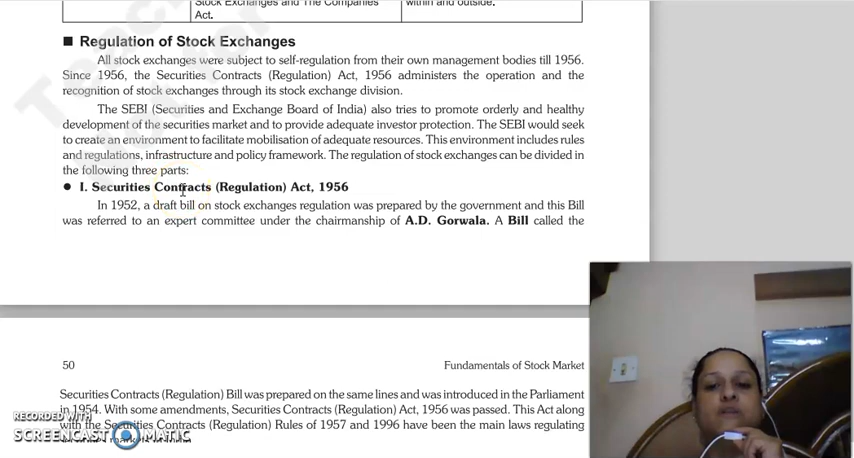 Stock Exchanges and The Companies within and outside.
Act.
■ Regulation of Stock Exchanges
All stock exchanges were subject to self-regulation from their own management bodies till 1956.
Since 1956, the Securities Contracts (Regulation) Act, 1956 administers the operation and the
recognition of stock exchanges through its stock exchange division.
The SEBI (Securities and Exchange Board of India) also tries to promote orderly and healthy
development of the securities market and to provide adequate investor protection. The SEBI would seek
to create an environment to facilitate mobilisation of adequate resources. This environment includes rules
and regulations, infrastructure and policy framework. The regulation of stock exchanges can be divided in
the following three parts:
● I. Securities Contracts (Regulation) Act, 1956
In 1952, a draft bill on stock exchanges regulation was prepared by the government and this Bill
was referred to an expert committee under the chairmanship of A.D. Gorwala. A Bill called the
50 Fundamentals of Stock Market
Securities Contracts (Regulation) Bill was prepared on the same lines and was introduced in the Parliament
in 1954. With some amendments, Securities Contracts (Regulation) Act, 1956 was passed. This Act along
with the Securities Contracts (Regulation) Rules of 1957 and 1996 have been the main laws regulating
RECORDED WITH
SCREENCAST MATIC